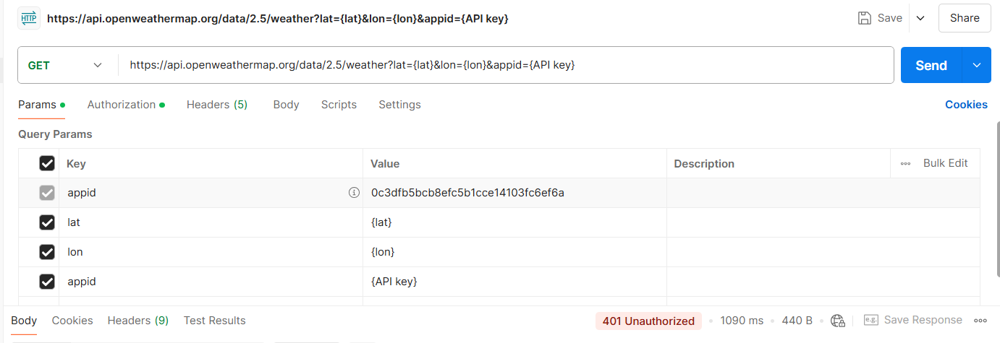 HTTP https://api.openweathermap.org/data/2.5/weather?lat={lat}&lon={lon}&appid={API key} Save Share
GET https://api.openweathermap.org/data/2.5/weather?lat={lat}&lon={lon}&appid={API key} Send
Params Authorization Headers (5) Body Scripts Settings Cookies
Query Params
Key Value Description Bulk Edit
appid 0c3dfb5bcb8efc5b1cce14103fc6ef6a
lat {lat}
lon {lon}
appid {API key}
Body Cookies Headers (9) Test Results 401 Unauthorized 1090 ms 440 B e.g. Save Response